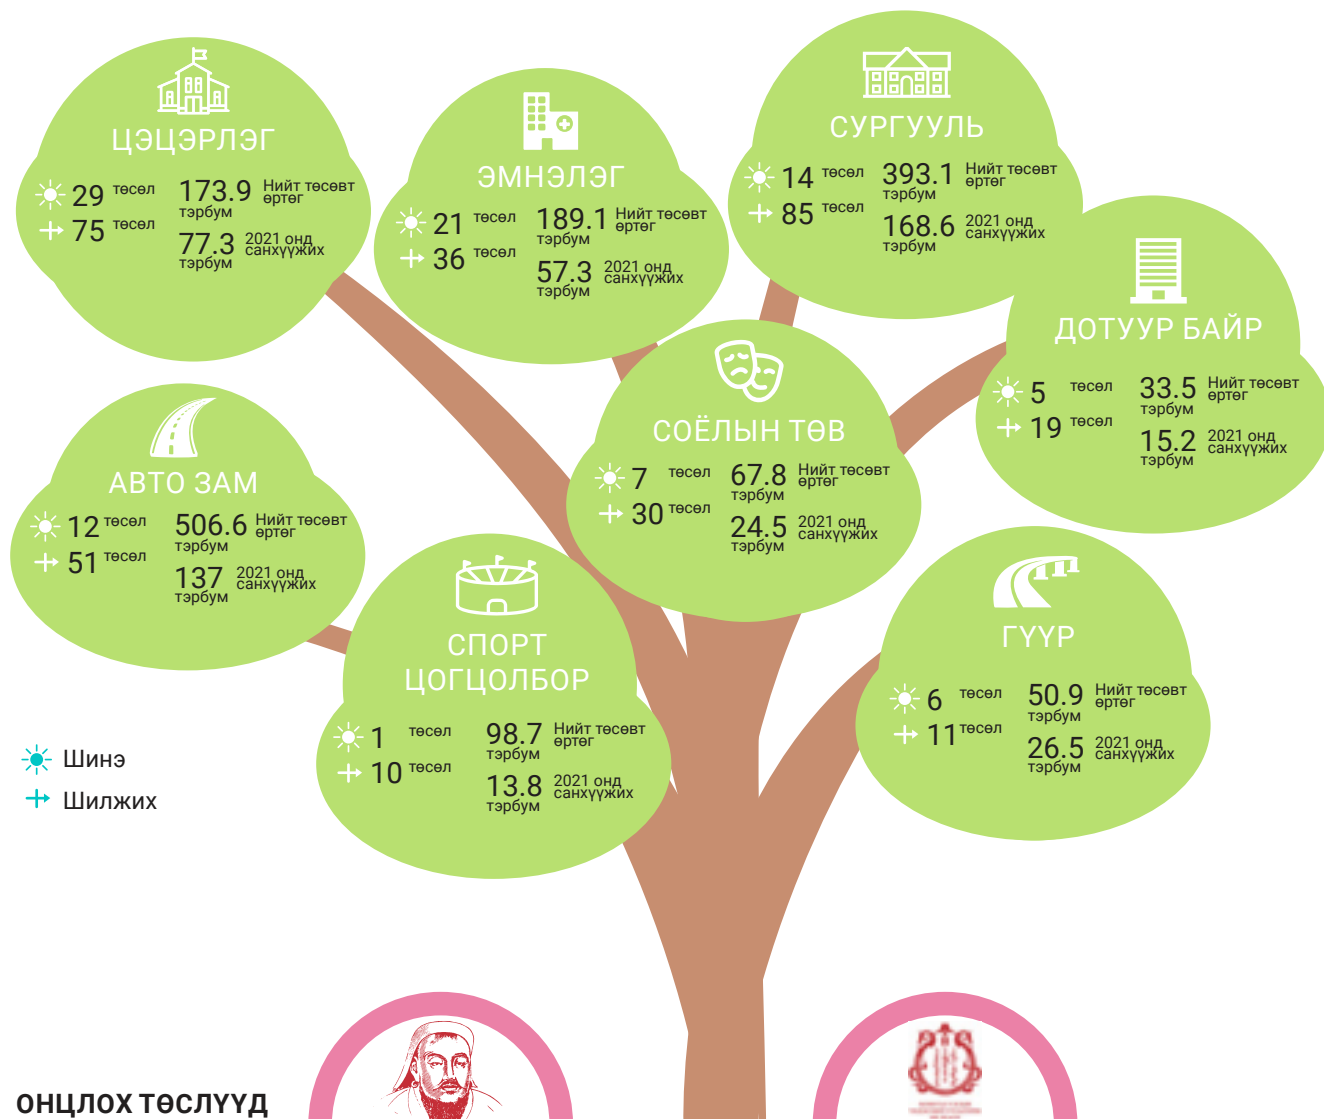 ЦЭЦЭРЛЭГ
29 төсөл
75 төсөл
173.9 Нийт төсөвт
тэрбум өртөг
77.3 2021 онд
тэрбум санхүүжих
ЭМНЭЛЭГ
21 төсөл
36 төсөл
189.1 Нийт төсөвт
тэрбум өртөг
57.3 2021 онд
тэрбум санхүүжих
СУРГУУЛЬ
14 төсөл
85 төсөл
393.1 Нийт төсөвт
тэрбум өртөг
168.6 2021 онд
тэрбум санхүүжих
ДОТУУР БАЙР
5 төсөл
19 төсөл
33.5 Нийт төсөвт
тэрбум өртөг
15.2 2021 онд
тэрбум санхүүжих
СОЁЛЫН ТӨВ
7 төсөл
30 төсөл
67.8 Нийт төсөвт
тэрбум өртөг
24.5 2021 онд
тэрбум санхүүжих
АВТО ЗАМ
12 төсөл
51 төсөл
506.6 Нийт төсөвт
тэрбум өртөг
137 2021 онд
тэрбум санхүүжих
СПОРТ
ЦОГЦОЛБОР
1 төсөл
10 төсөл
98.7 Нийт төсөвт
тэрбум өртөг
13.8 2021 онд
тэрбум санхүүжих
ГҮҮР
6 төсөл
11 төсөл
50.9 Нийт төсөвт
тэрбум өртөг
26.5 2021 онд
тэрбум санхүүжих
Шинэ
Шилжих
ОНЦЛОХ ТӨСЛҮҮД